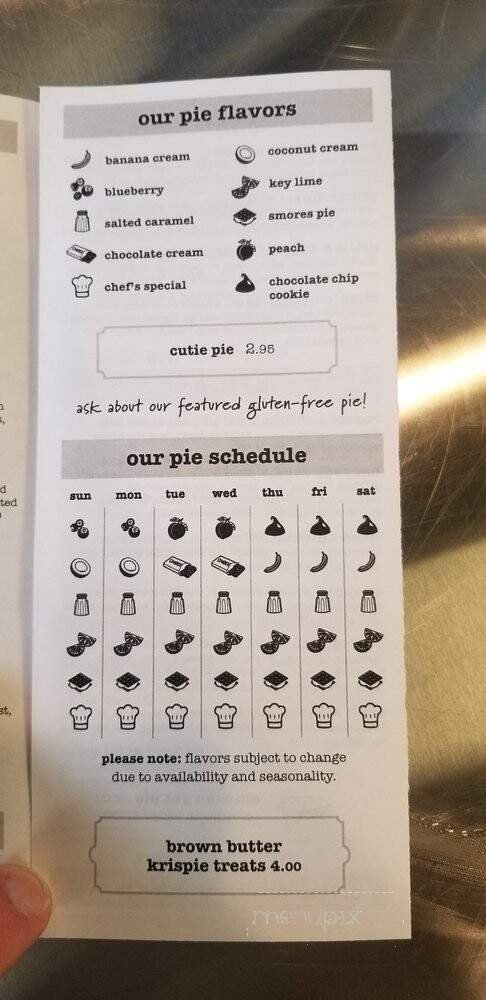 our pie flavors
banana cream
coconut cream
blueberry
key lime
salted caramel
smores pie
chocolate cream
peach
chef's special
chocolate chip
cookie
cutie pie 2.95
ask about our featured gluten-free pie!
our pie schedule
sun mon tue wed thu fri sat
please note: flavors subject to change
due to availability and seasonality.
brown butter
krispie treats 4.00
menupix